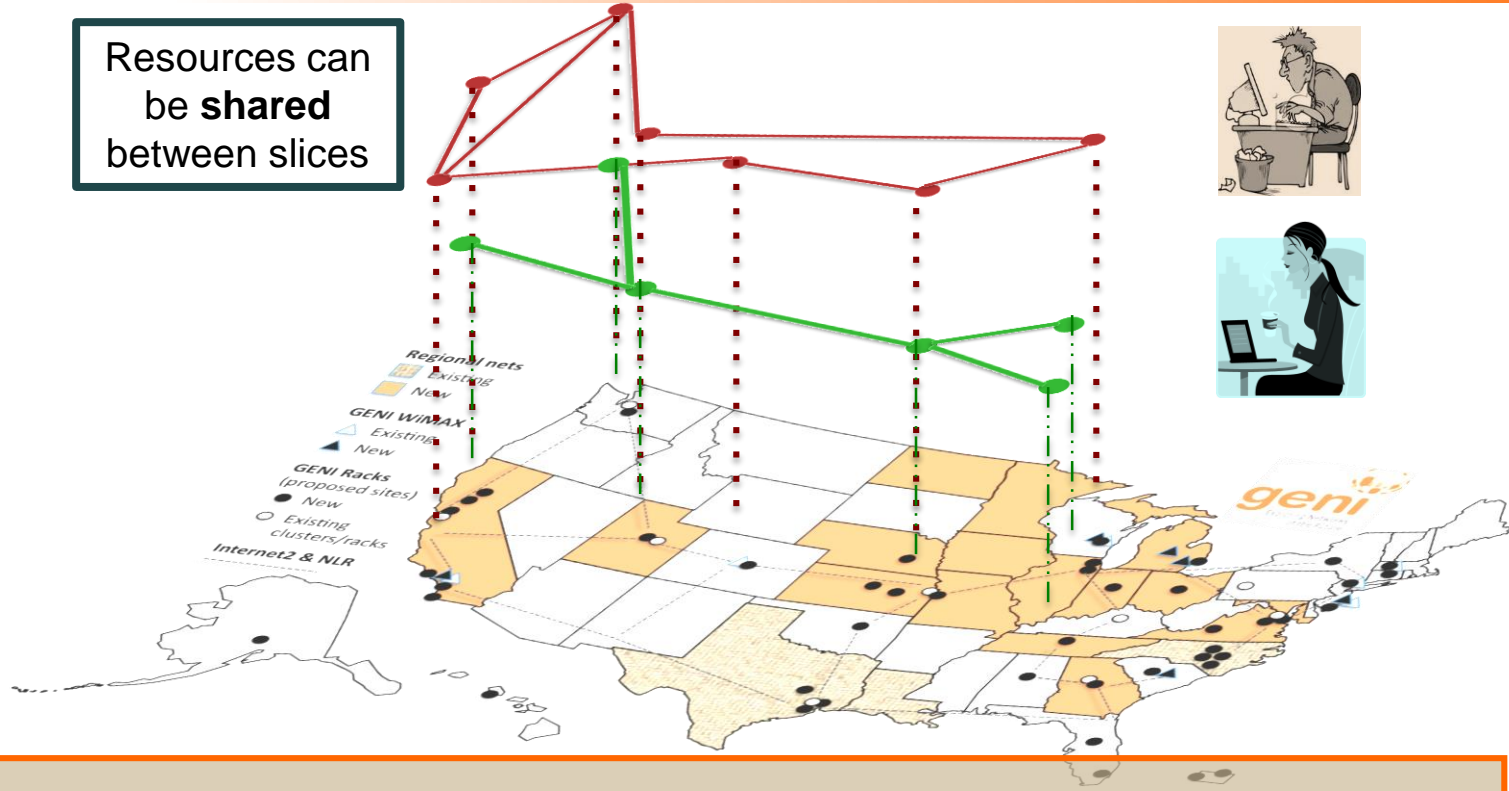 Resources can
be shared
between slices
Regional nets
Existing
New
GENI WiMAX
Existing
New
GENI Racks
(proposed sites)
New
Existing
clusters/racks
Internet2 & NLR
geni